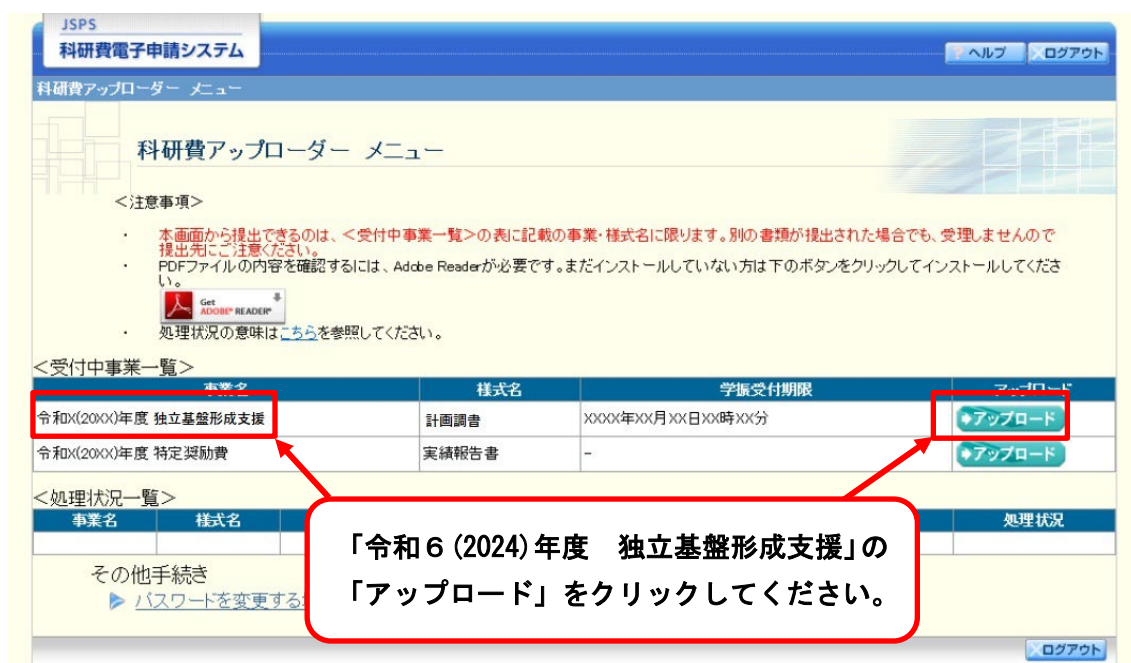 JSPS
科研費電子申請システム
ヘルプ ログアウト
科研費アップローダー メニュー
科研費アップローダー メニュー
＜注意事項＞
・ 本画面から提出できるのは、＜受付中事業一覧＞の表に記載の事業・様式名に限ります。別の書類が提出された場合でも、受理しませんので
提出先にご注意ください。
・ PDFファイルの内容を確認するには、Adobe Readerが必要です。まだインストールしていない方は下のボタンをクリックしてインストールしてくださ
い。
Get
ADOBE® READER®
・ 処理状況の意味はこちらを参照してください。
＜受付中事業一覧＞
事業名 様式名 学振受付期限 アップロード
令和X(20XX)年度 独立基盤形成支援 計画調書 XXXX年XX月XX日XX時XX分 アップロード
令和X(20XX)年度 特定奨励費 実績報告書 - アップロード
＜処理状況一覧＞
事業名 様式名 処理状況
「令和６(2024)年度　独立基盤形成支援」の
「アップロード」をクリックしてください。
その他手続き
パスワードを変更する
ログアウト